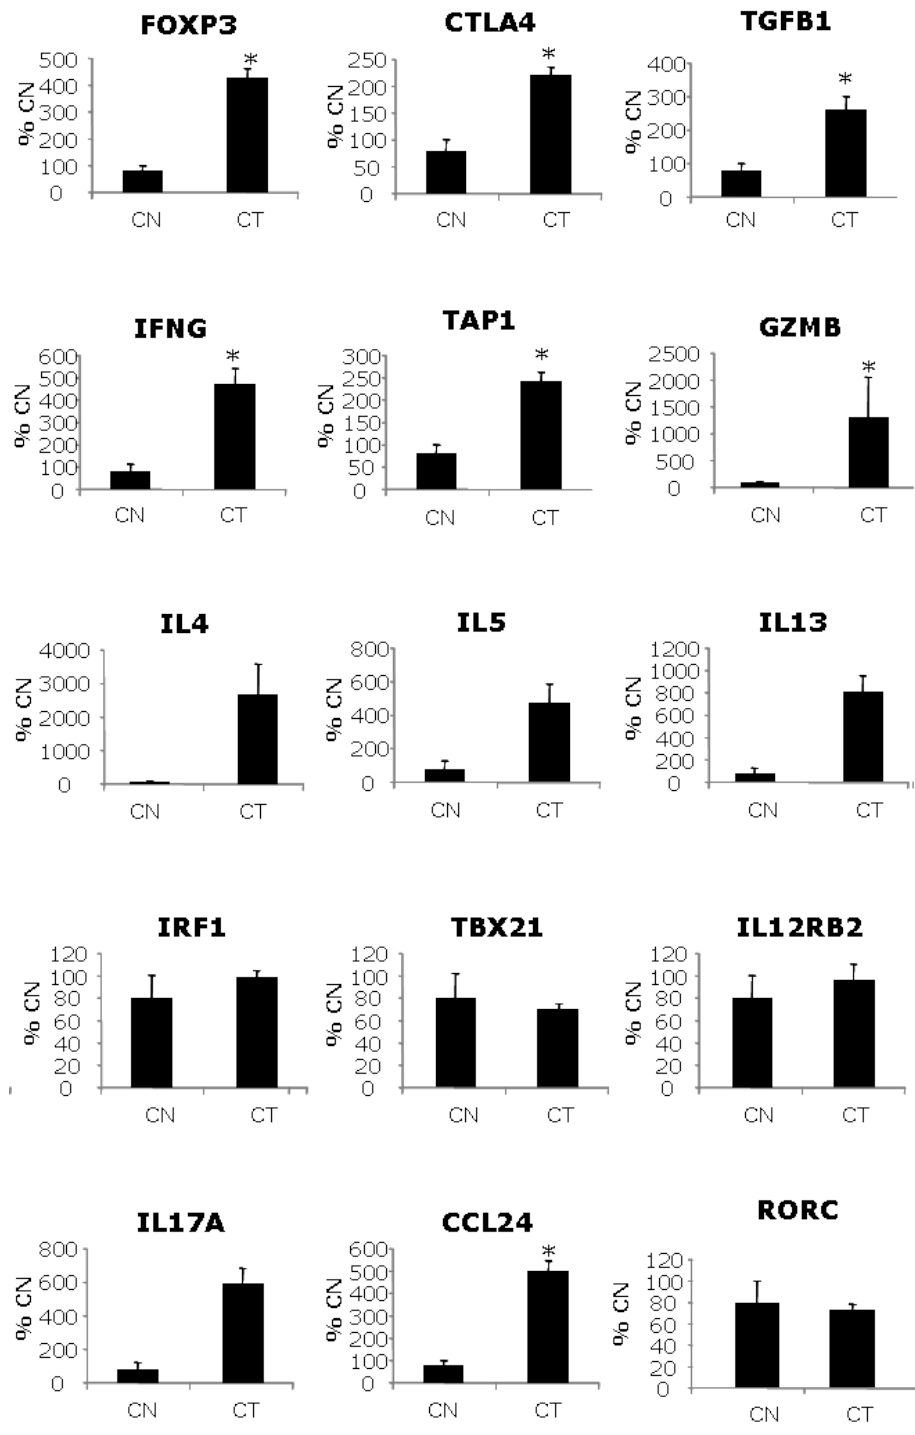 FOXP3
500
400
300
200
100
0
% CN
*
CN CT
CTLA4
250
200
150
100
50
0
% CN
*
CN CT
TGFB1
400
300
200
100
0
% CN
*
CN CT
IFNG
600
500
400
300
200
100
0
% CN
*
CN CT
TAP1
300
250
200
150
100
50
0
% CN
*
CN CT
GZMB
2500
2000
1500
1000
500
0
% CN
*
CN CT
IL4
4000
3000
2000
1000
0
% CN
CN CT
IL5
800
600
400
200
0
% CN
CN CT
IL13
1200
1000
800
600
400
200
0
% CN
CN CT
IRF1
120
100
80
60
40
20
0
% CN
CN CT
TBX21
120
100
80
60
40
20
0
% CN
CN CT
IL12RB2
120
100
80
60
40
20
0
% CN
CN CT
IL17A
800
600
400
200
0
% CN
CN CT
CCL24
600
500
400
300
200
100
0
% CN
*
CN CT
RORC
120
100
80
60
40
20
0
% CN
CN CT